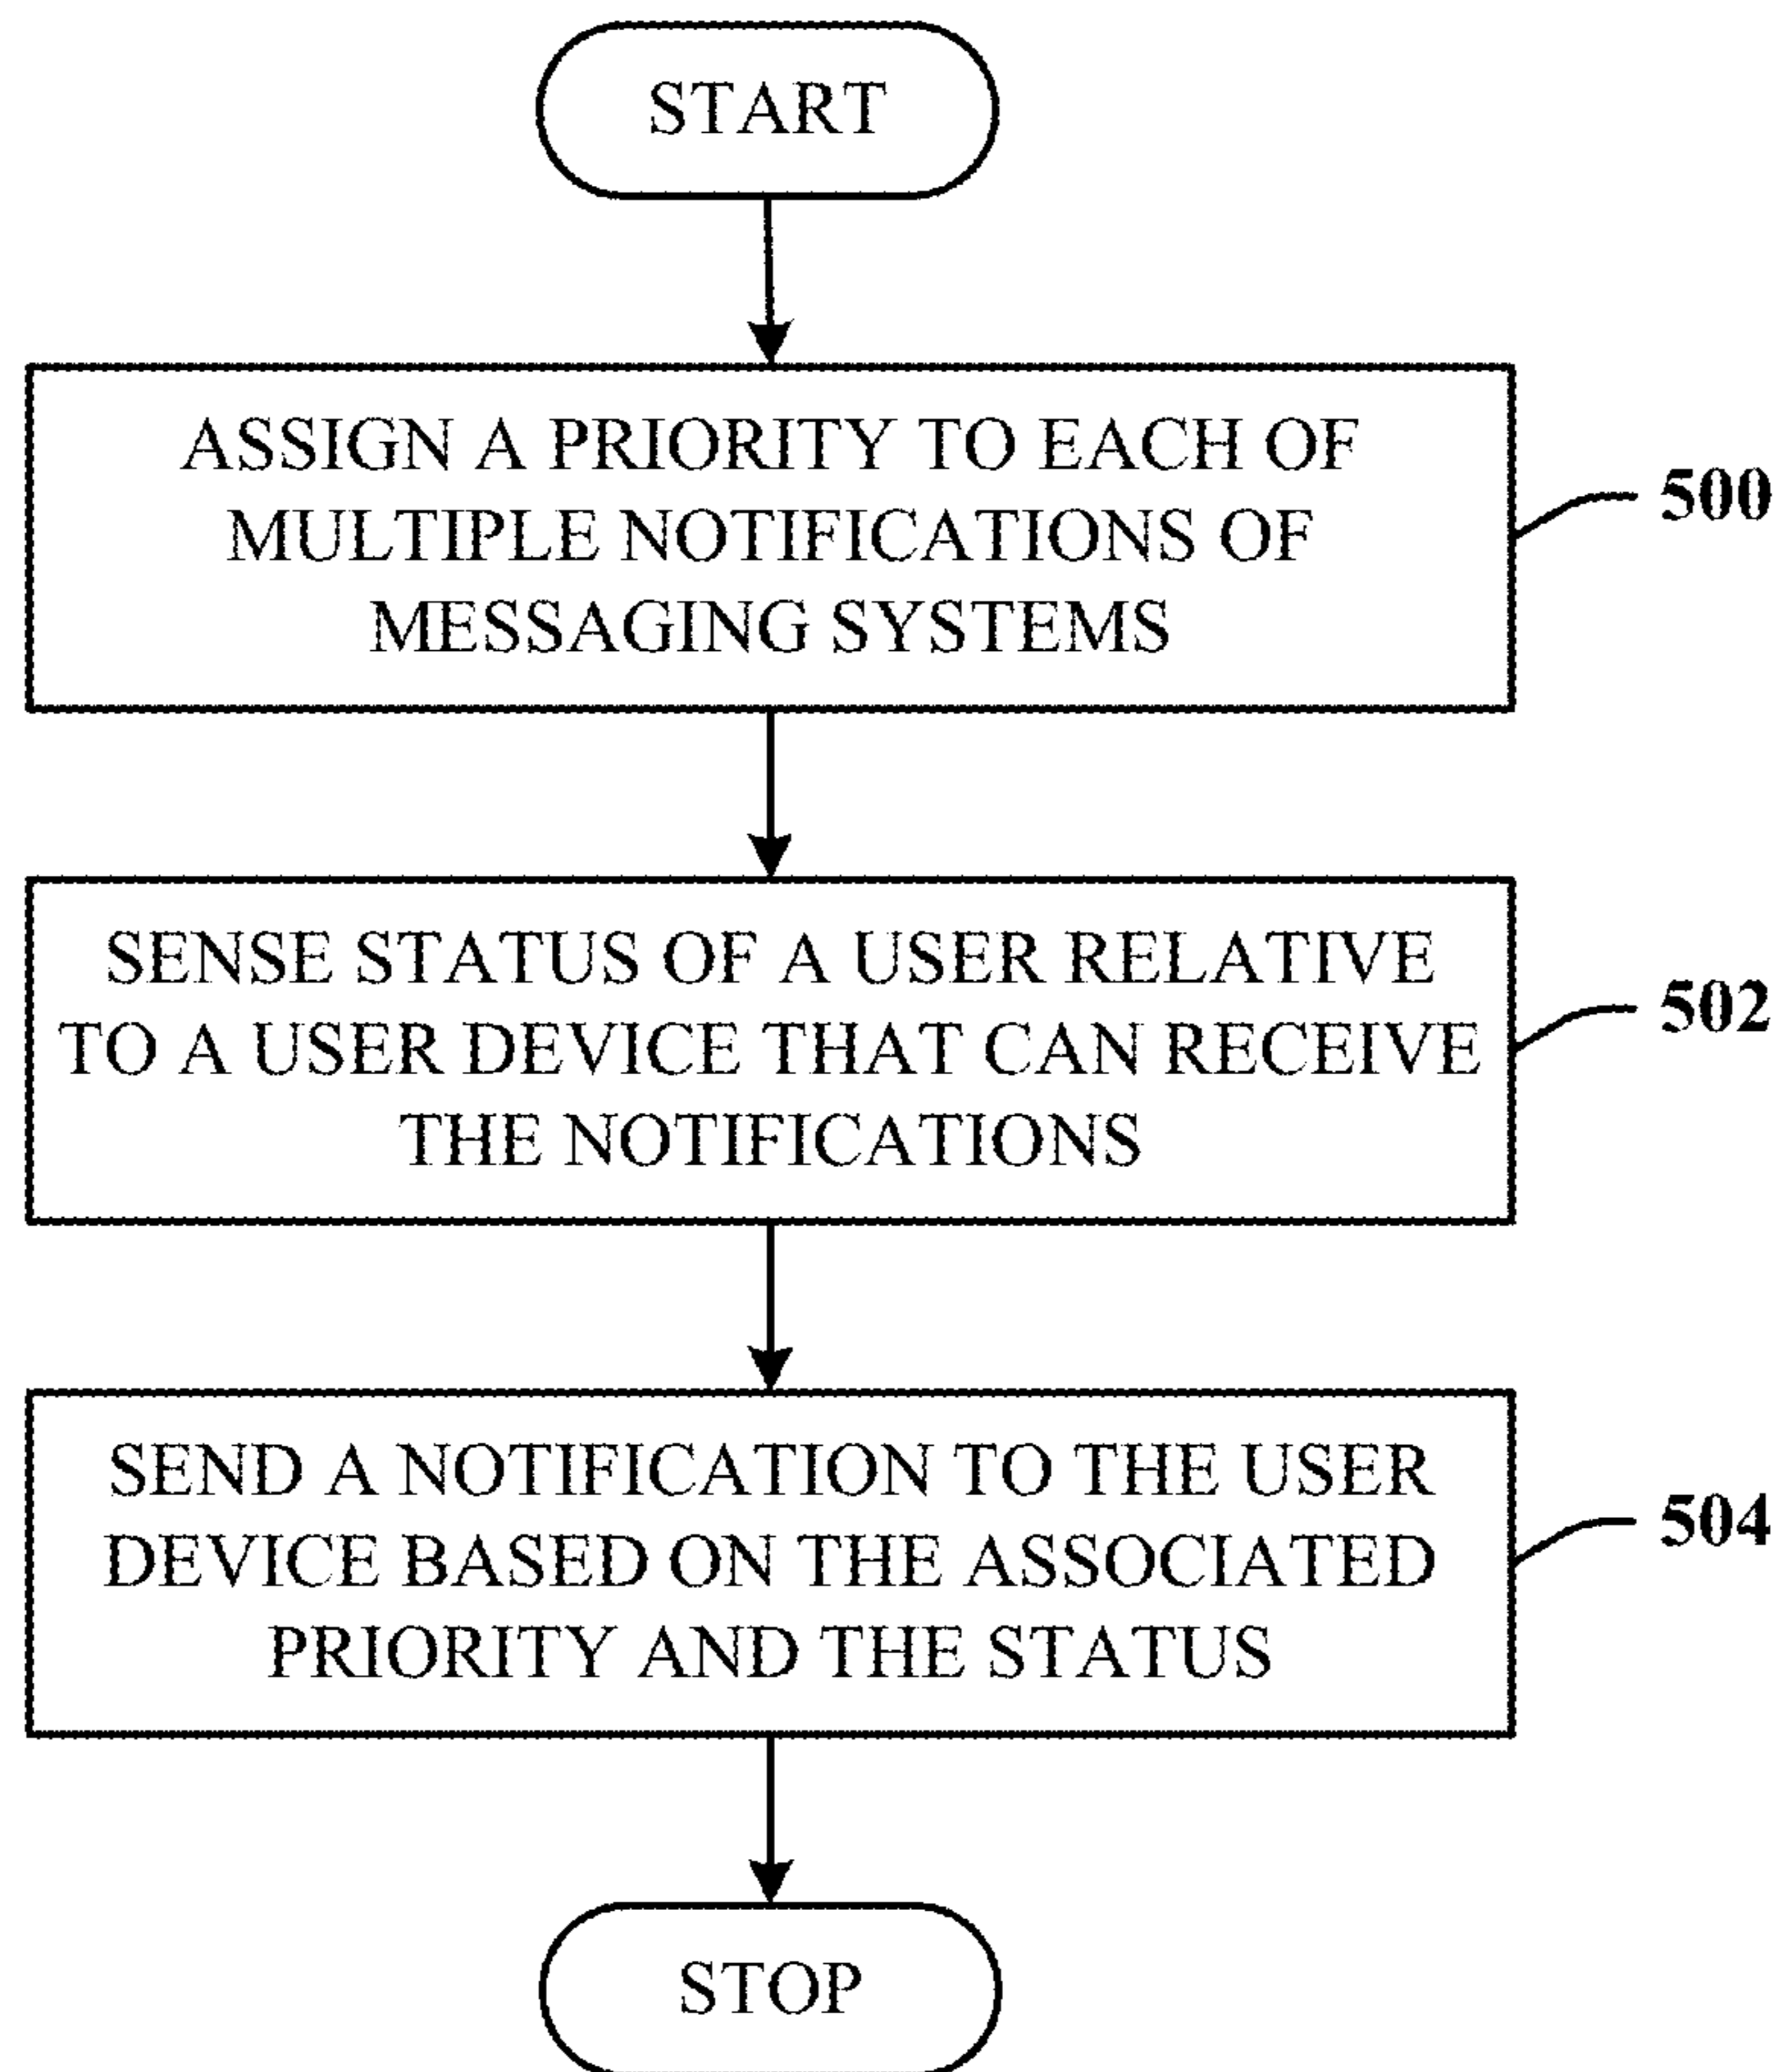 START
ASSIGN A PRIORITY TO EACH OF
MULTIPLE NOTIFICATIONS OF
MESSAGING SYSTEMS
500
SENSE STATUS OF A USER RELATIVE
TO A USER DEVICE THAT CAN RECEIVE
THE NOTIFICATIONS
502
SEND A NOTIFICATION TO THE USER
DEVICE BASED ON THE ASSOCIATED
PRIORITY AND THE STATUS
504
STOP